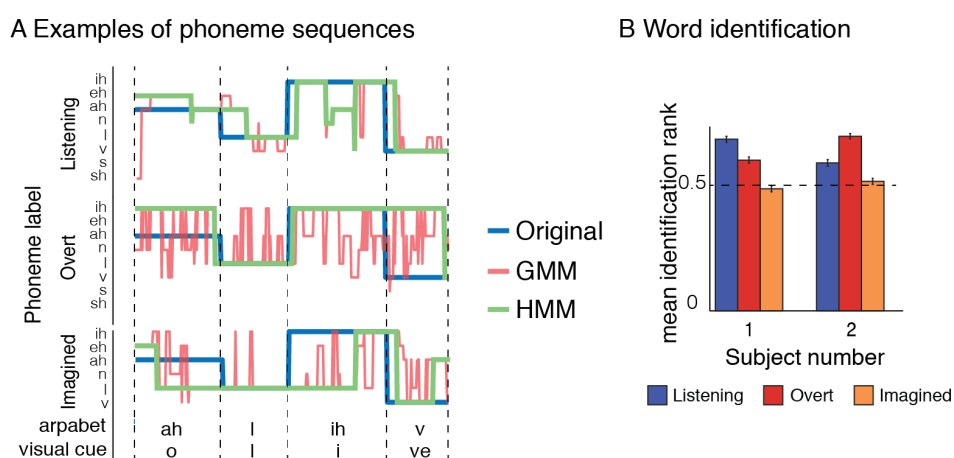 A Examples of phoneme sequences
Phoneme label
Listening
ih
eh
ah
n
l
v
s
sh
Overt
ih
eh
ah
n
l
v
s
sh
Imagined
ih
eh
ah
n
l
v
arpabet ah l ih v
visual cue o l i ve
Original
GMM
HMM
B Word identification
mean identification rank
0.5
0
1 2
Subject number
Listening Overt Imagined